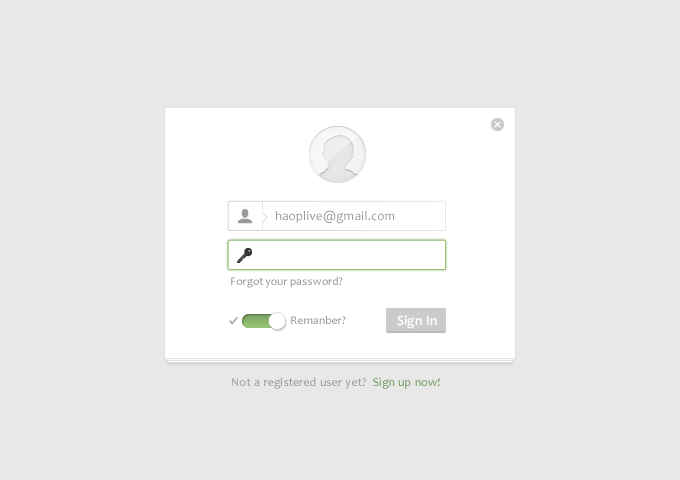 haoplive@gmail.com
Forgot your password?
Remanber?
Sign In
Not a registered user yet? Sign up now!